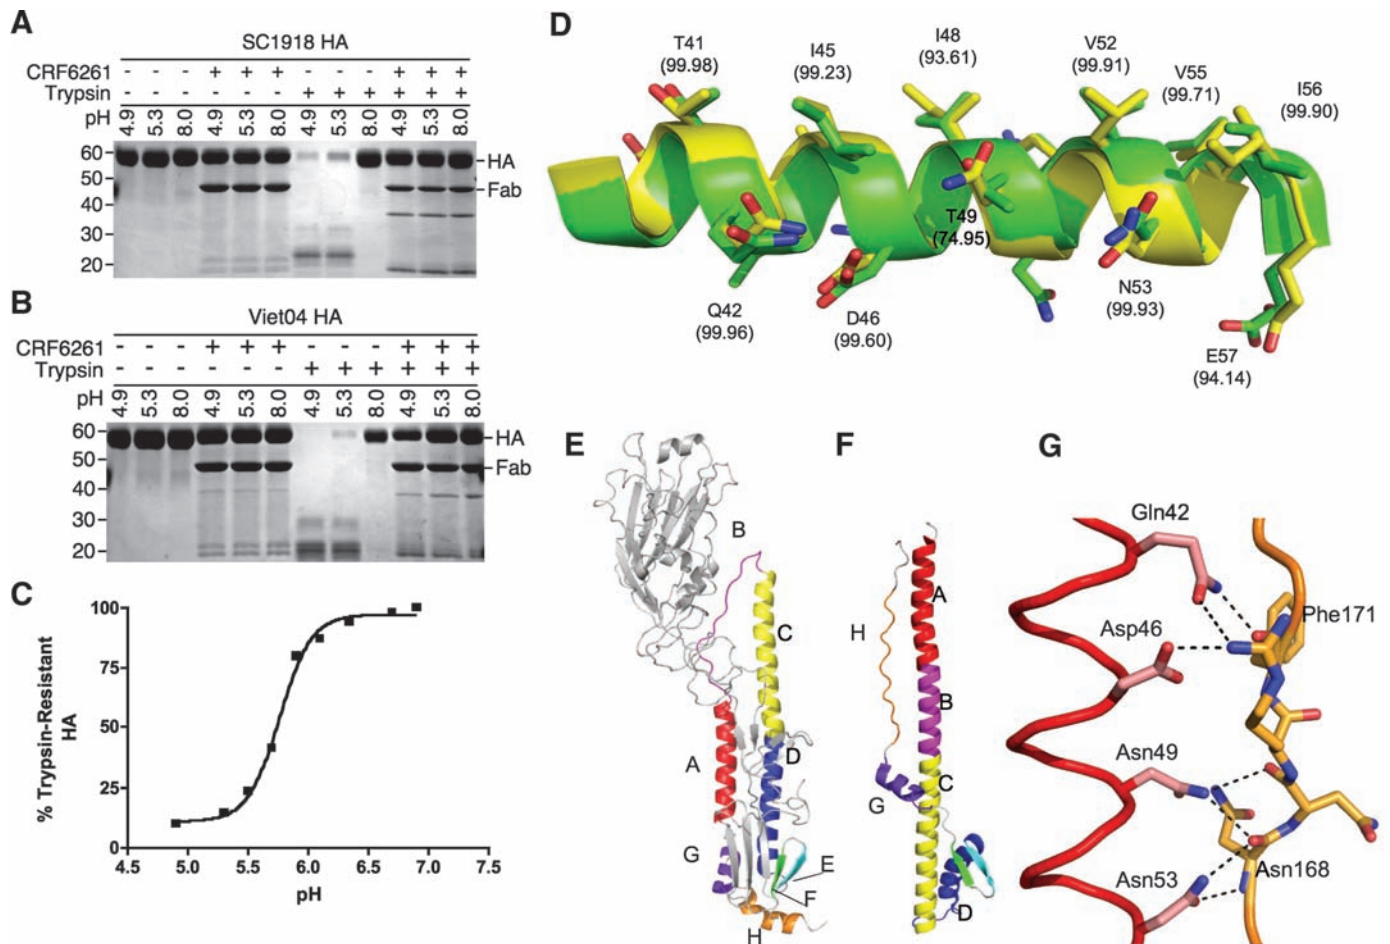 A
SC1918 HA
CRF6261 - - - + + + - - - + + +
Trypsin - - - - - - + + + + + +
pH 4.9 5.3 8.0 4.9 5.3 8.0 4.9 5.3 8.0 4.9 5.3 8.0
60
50
40
30
20
HA
Fab
B
Viet04 HA
CRF6261 - - - + + + - - - + + +
Trypsin - - - - - - + + + + + +
pH 4.9 5.3 8.0 4.9 5.3 8.0 4.9 5.3 8.0 4.9 5.3 8.0
60
50
40
30
20
HA
Fab
C
% Trypsin-Resistant
HA
100
75
50
25
0
4.5 5.0 5.5 6.0 6.5 7.0 7.5
pH
D
T41
(99.98)
I45
(99.23)
I48
(93.61)
V52
(99.91)
V55
(99.71)
I56
(99.90)
Q42
(99.96)
D46
(99.60)
T49
(74.95)
N53
(99.93)
E57
(94.14)
E
B
C
A
D
G
E
F
H
F
A
H
B
C
G
D
G
Gln42
Phe171
Asp46
Asn49
Asn53
Asn168